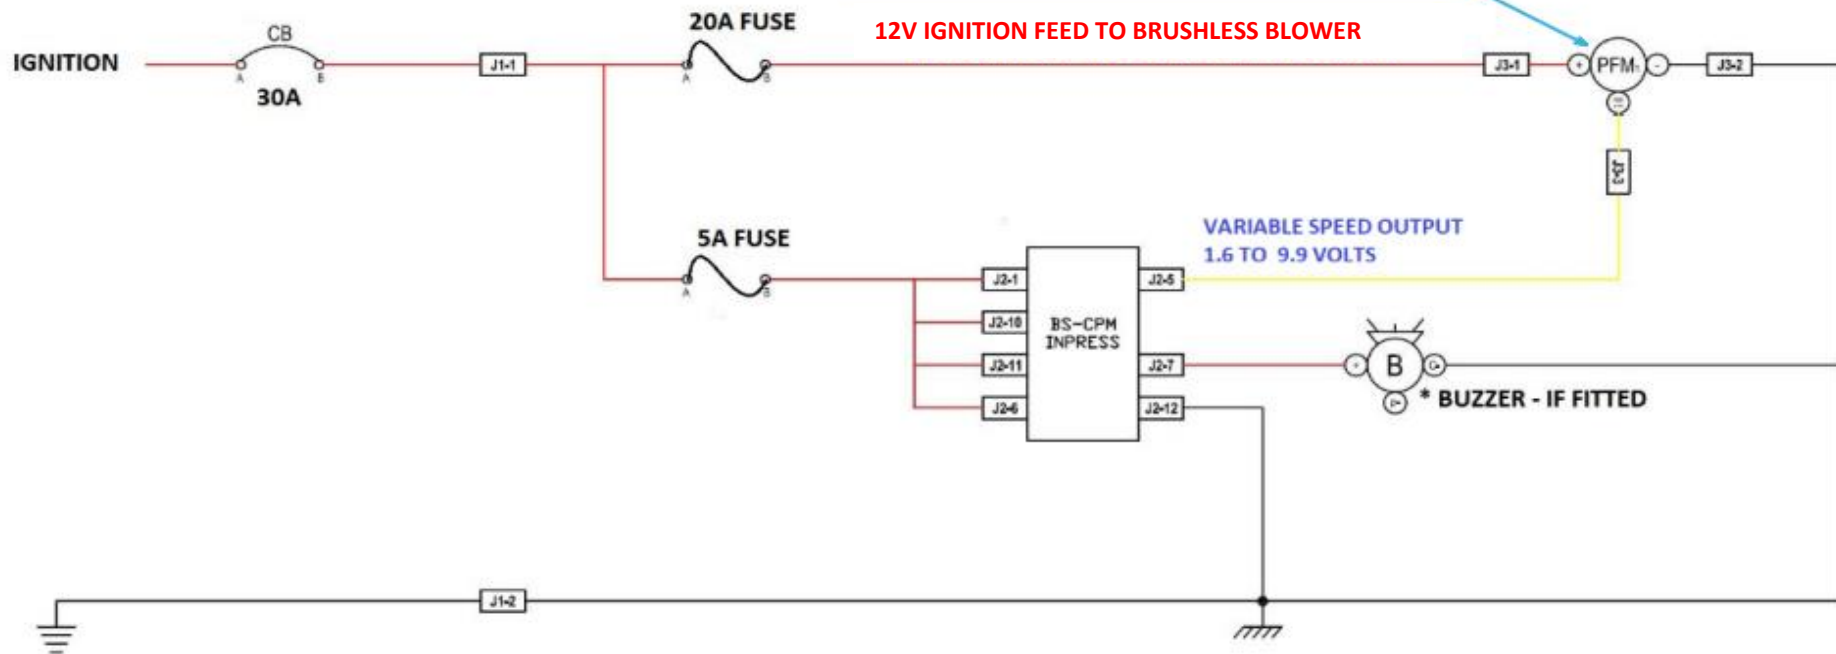 20A FUSE
12V IGNITION FEED TO BRUSHLESS BLOWER
CB
IGNITION
J1-1
A
B
J3-1
+
PFM
-
J3-2
A
E
30A
J3-3
5A FUSE
VARIABLE SPEED OUTPUT
1.6 TO 9.9 VOLTS
A
B
J2-1
J2-5
J2-10
BS-CPM
INPRESS
J2-11
J2-7
+
B
J2-6
J2-12
* BUZZER - IF FITTED
J1-2